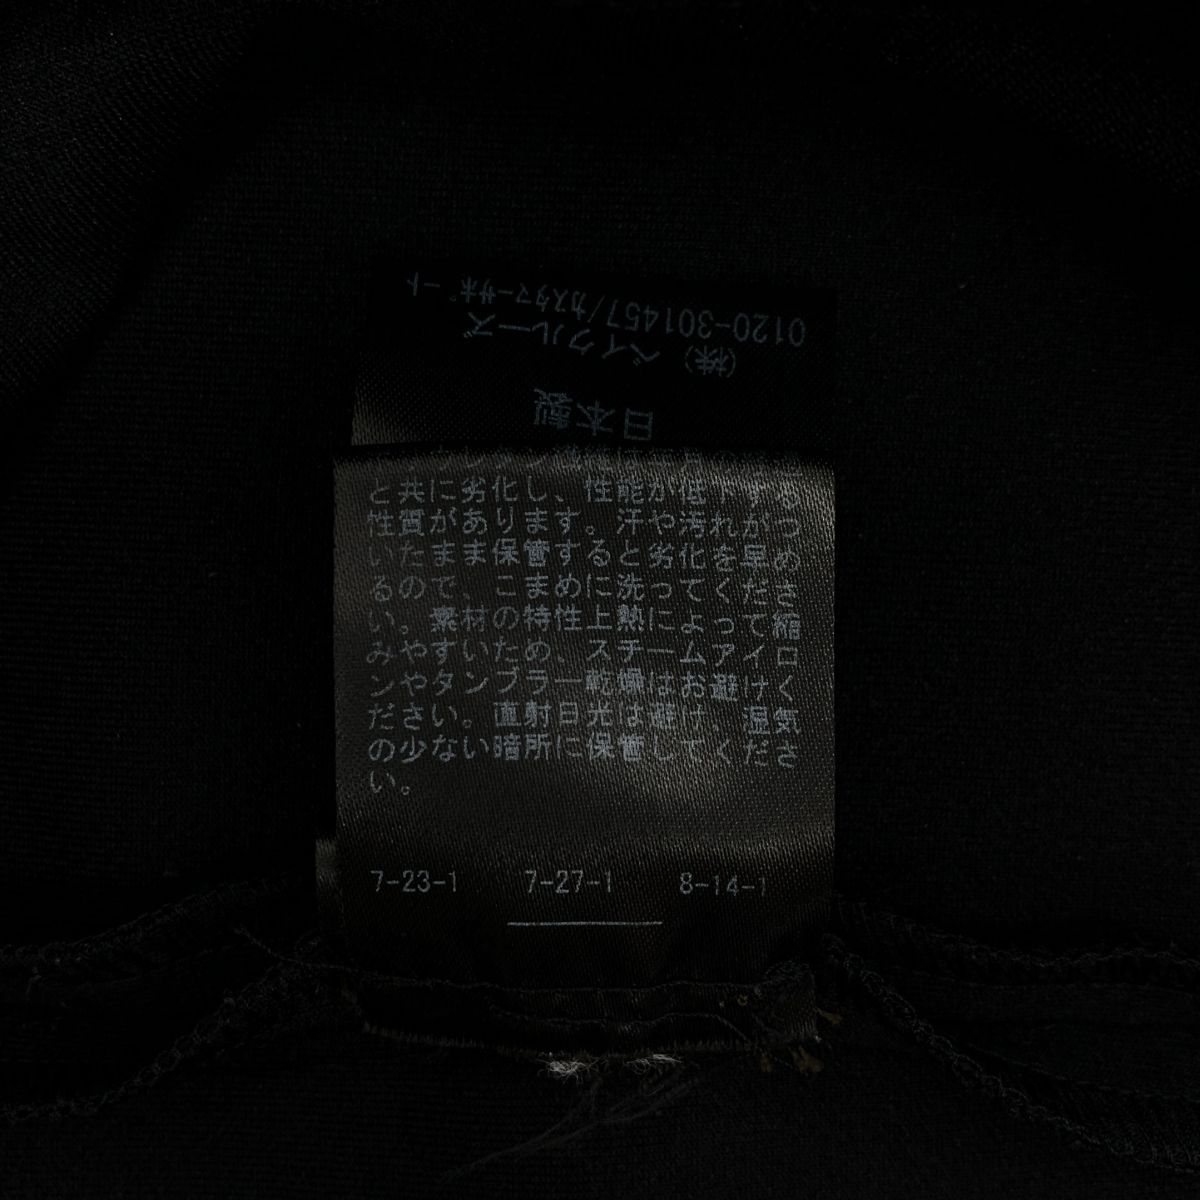 0120-301457/カスタマーサポート
(株) ベイクルーズ
日本製
と共に劣化し、性能が低下する
性質があります。汗や汚れがつ
いたまま保管すると劣化を早め
るので、こまめに洗ってくださ
い。素材の特性上熱によって縮
みやすいため、スチームアイロ
ンやタンブラー乾燥はお避けく
ださい。直射日光は避け、湿気
の少ない暗所に保管してくださ
い。
7-23-1 7-27-1 8-14-1